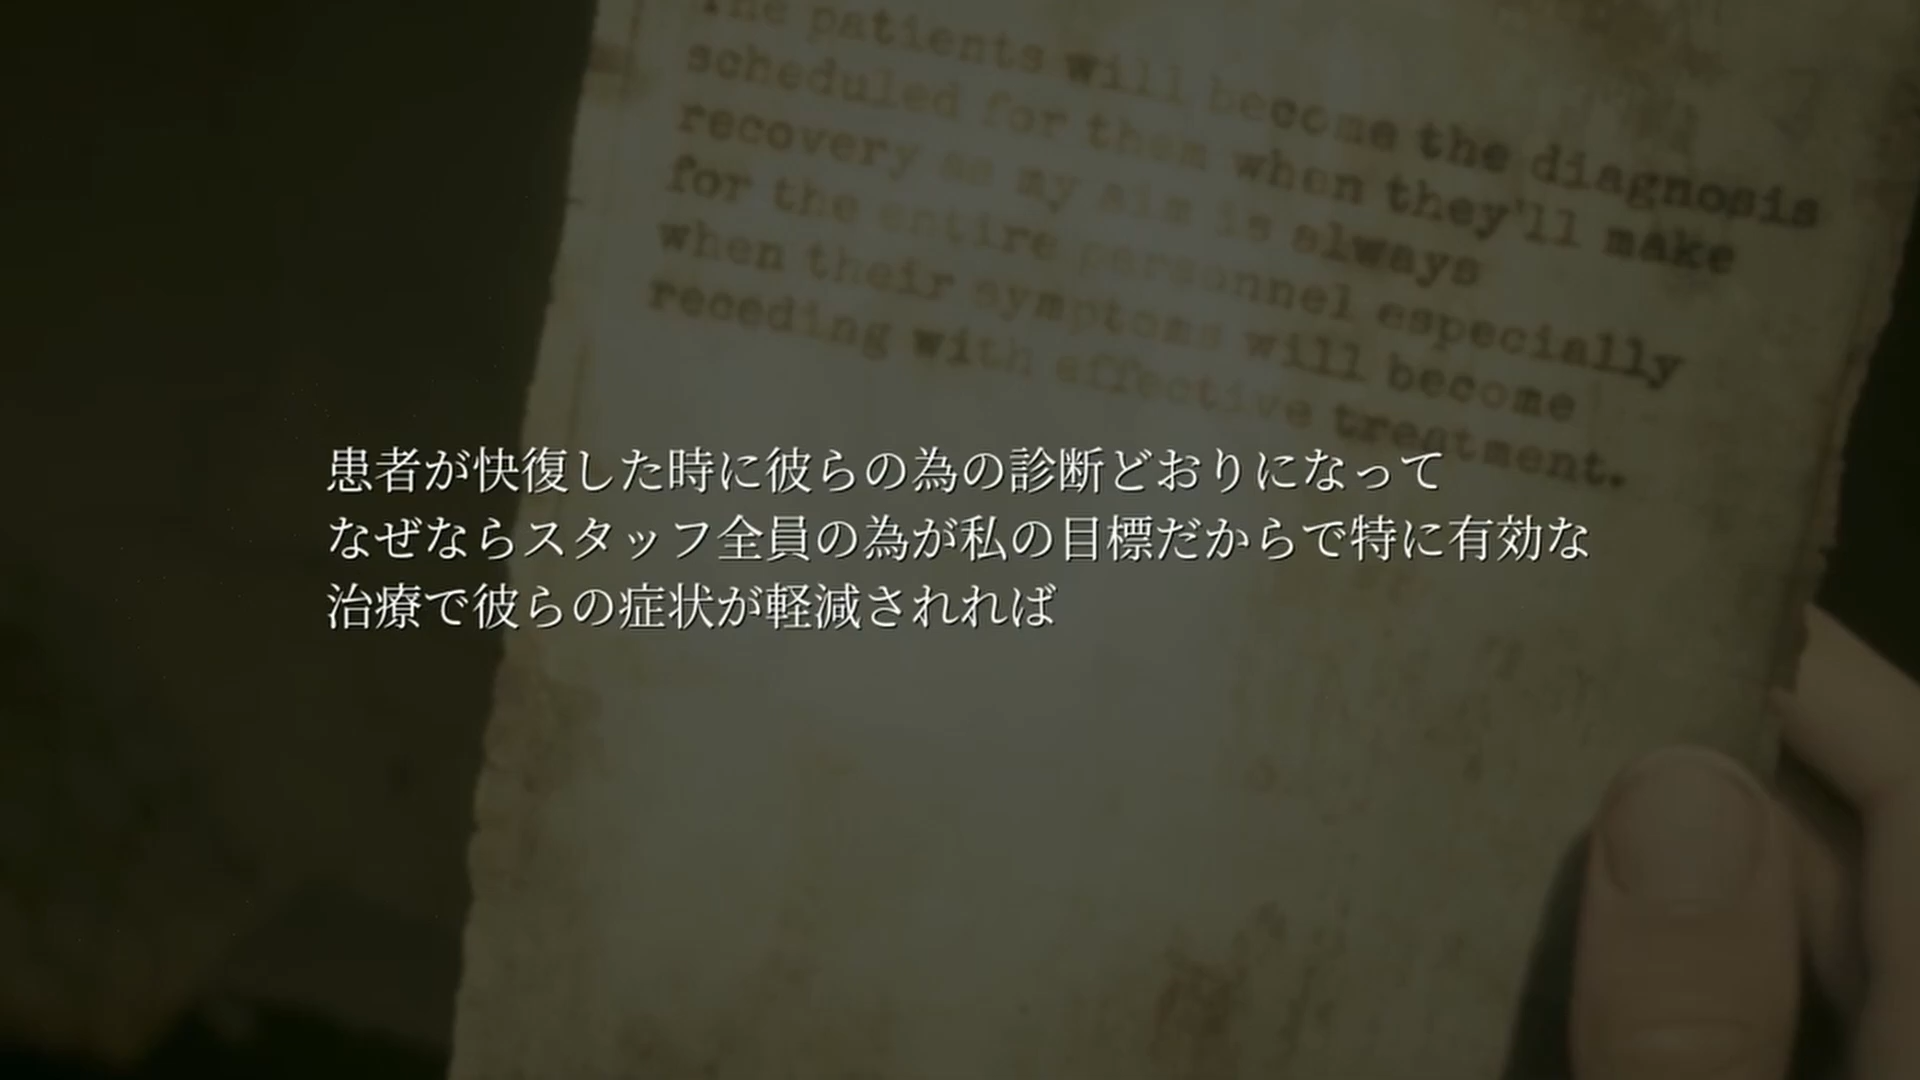 The patients will become the diagnosis
scheduled for them when they'll make
recovery as my aim is always
for the entire personnel especially
when their symptoms will become
receding with effective treatment.
患者が快復した時に彼らの為の診断どおりになって
なぜならスタッフ全員の為が私の目標だからで特に有効な
治療で彼らの症状が軽減されれば